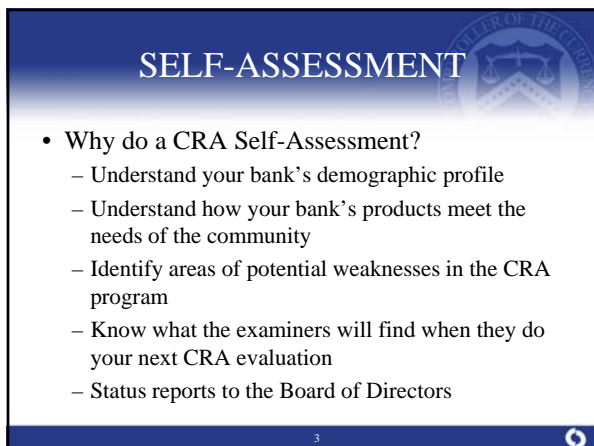 SELF-ASSESSMENT
• Why do a CRA Self-Assessment?
– Understand your bank’s demographic profile
– Understand how your bank’s products meet the
needs of the community
– Identify areas of potential weaknesses in the CRA
program
– Know what the examiners will find when they do
your next CRA evaluation
– Status reports to the Board of Directors
3